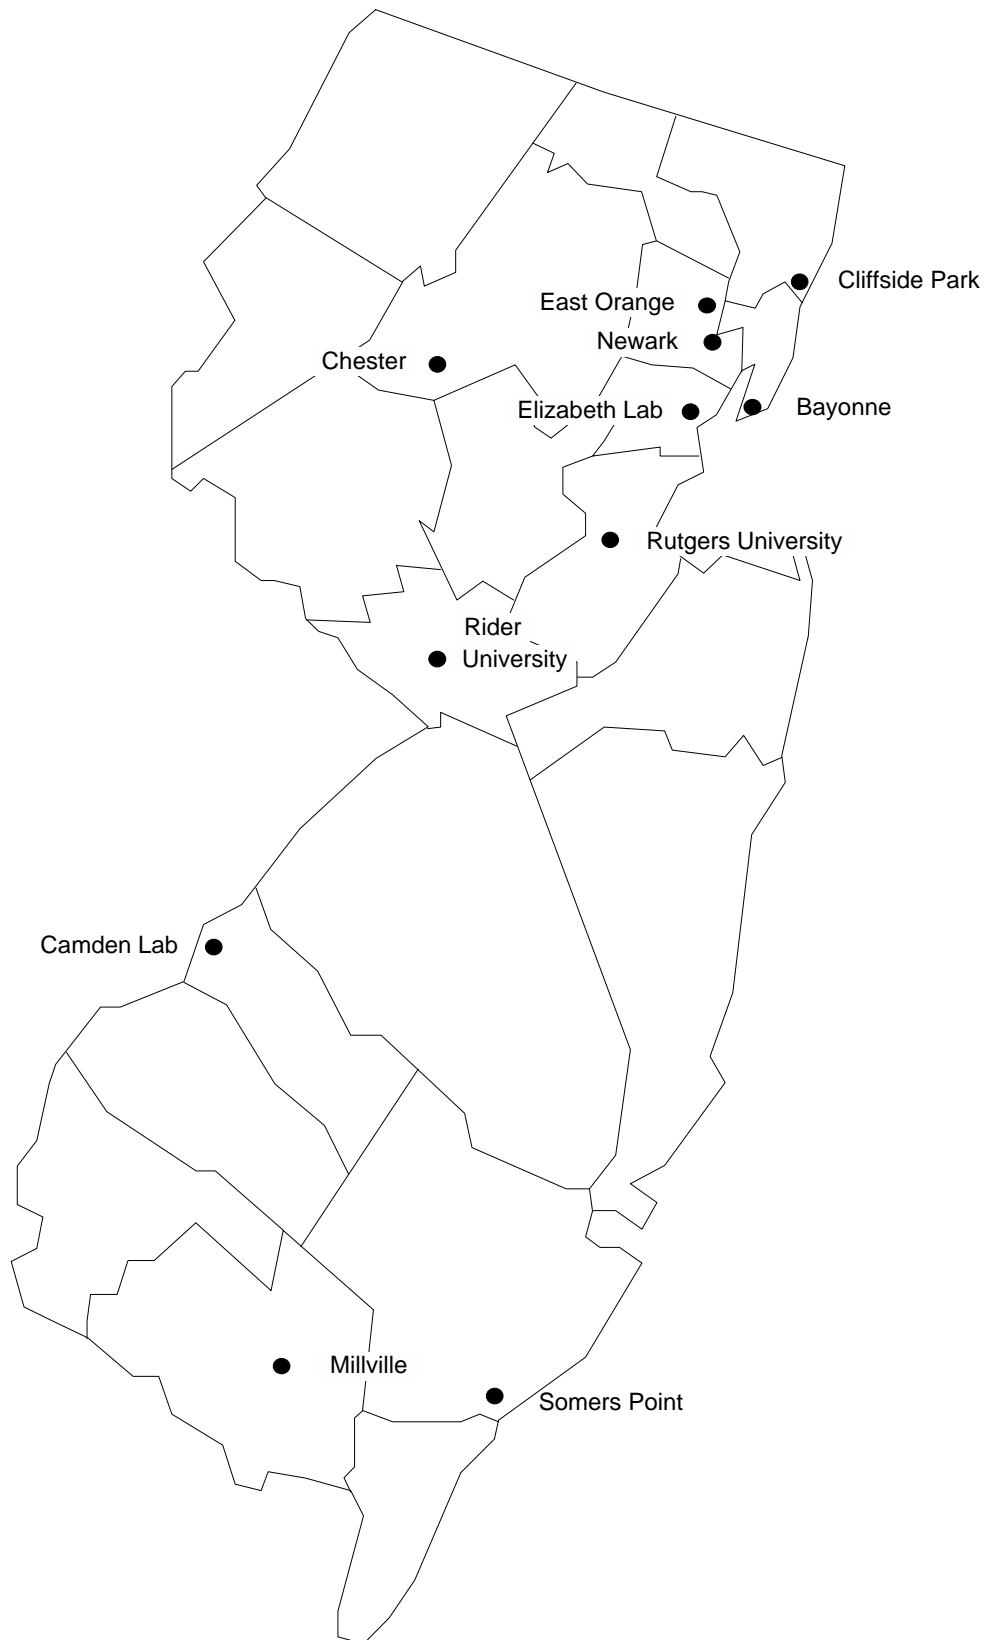 Cliffside Park
East Orange
Newark
Chester
Elizabeth Lab
Bayonne
Rutgers University
Rider
University
Camden Lab
Millville
Somers Point